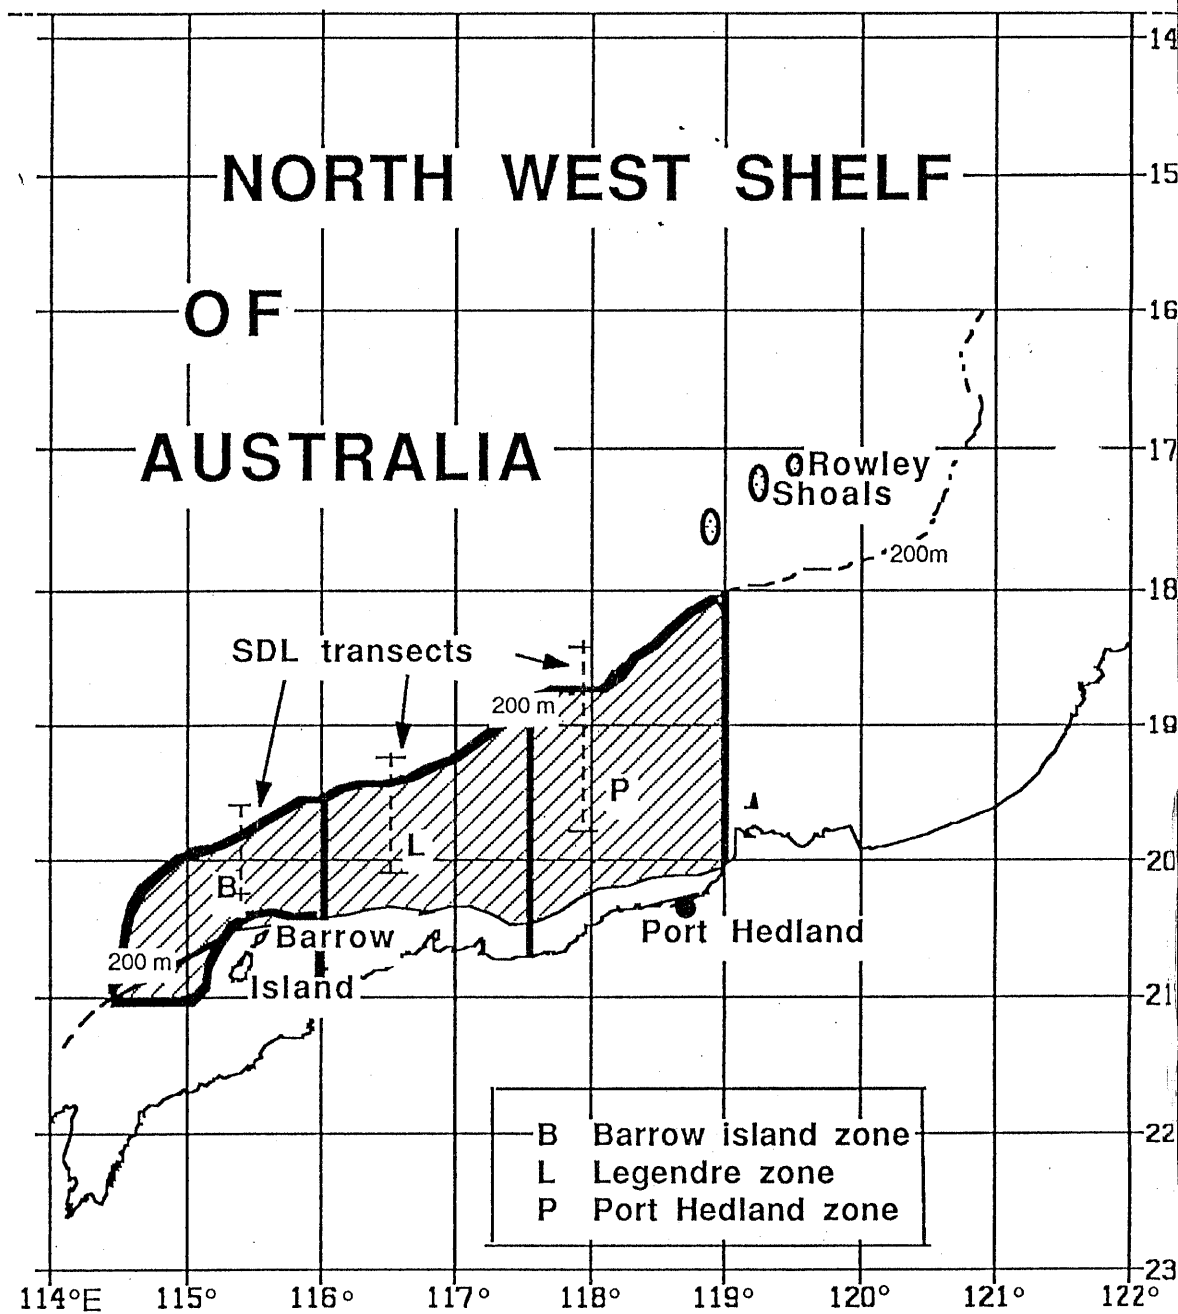 14
NORTH WEST SHELF
15
OF
16
AUSTRALIA
17
Rowley
Shoals
200m
18
SDL transects
200 m
19
P
L
20
B
Port Hedland
Barrow
200 m
Island
21
B Barrow island zone
22
L Legendre zone
P Port Hedland zone
23
114°E 115° 116° 117° 118° 119° 120° 121° 122°